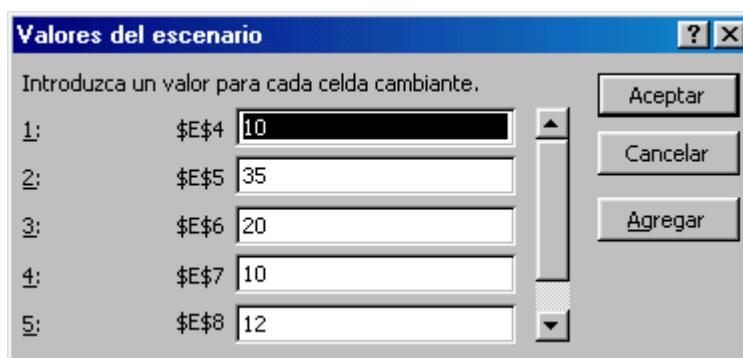 Valores del escenario
Introduzca un valor para cada celda cambiante.
Aceptar
1: $E$4 10
Cancelar
2: $E$5 35
3: $E$6 20
Agregar
4: $E$7 10
5: $E$8 12